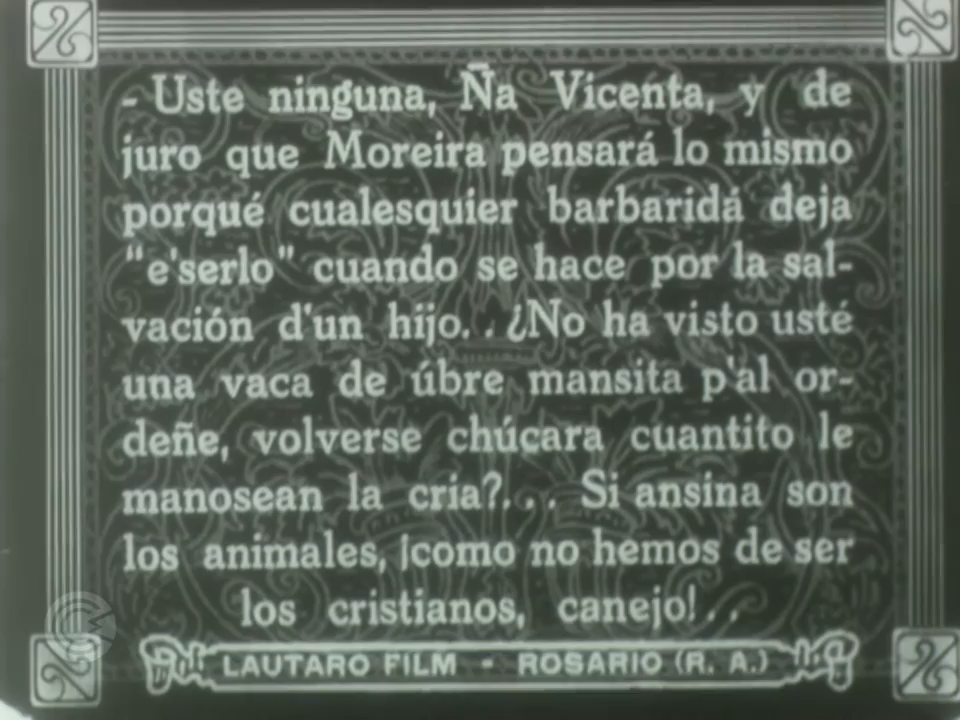 - Uste ninguna, Ña Vicenta, y de
juro que Moreira pensará lo mismo
porqué cualesquier barbaridá deja
"e'serlo" cuando se hace por la sal-
vación d'un hijo. . ¿No ha visto usté
una vaca de úbre mansita p'al or-
deñe, volverse chúcara cuantito le
manosean la cria?. . . Si ansina son
los animales, ¡como no hemos de ser
los cristianos, canejo!. .
LAUTARO FILM - ROSARIO (R. A.)